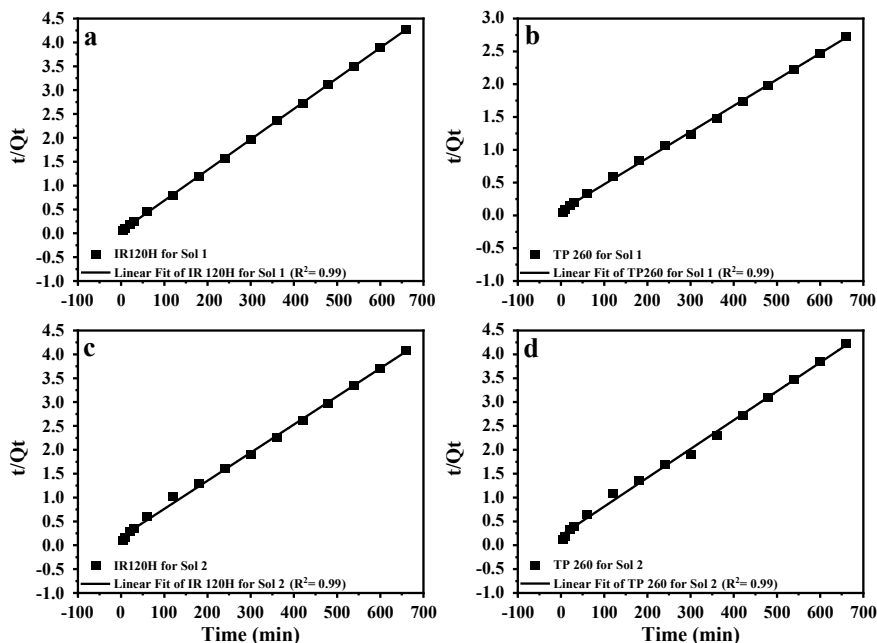 a
4.5
4.0
3.5
3.0
2.5
2.0
1.5
1.0
0.5
0.0
-0.5
-1.0
t/Qt
IR120H for Sol 1
Linear Fit of IR 120H for Sol 1 (R²= 0.99)
-100 0 100 200 300 400 500 600 700
b
3.0
2.5
2.0
1.5
1.0
0.5
0.0
-0.5
-1.0
t/Qt
TP 260 for Sol 1
Linear Fit of TP260 for Sol 1 (R²= 0.99)
-100 0 100 200 300 400 500 600 700
c
4.5
4.0
3.5
3.0
2.5
2.0
1.5
1.0
0.5
0.0
-0.5
-1.0
t/Qt
IR120H for Sol 2
Linear Fit of IR 120H for Sol 2 (R²= 0.99)
-100 0 100 200 300 400 500 600 700
Time (min)
d
4.5
4.0
3.5
3.0
2.5
2.0
1.5
1.0
0.5
0.0
-0.5
-1.0
t/Qt
TP 260 for Sol 2
Linear Fit of TP 260 for Sol 2 (R²= 0.99)
-100 0 100 200 300 400 500 600 700
Time (min)